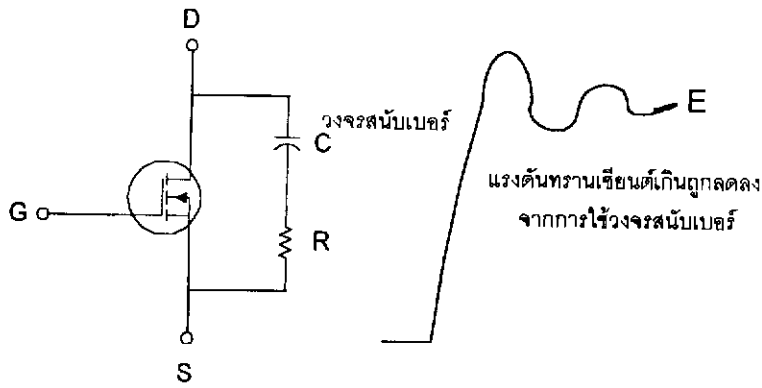 D
วงจรสนับเบอร์
C
G
R
S
E
แรงดันทรานเซียนต์เกินถูกลดลง
จากการใช้วงจรสนับเบอร์